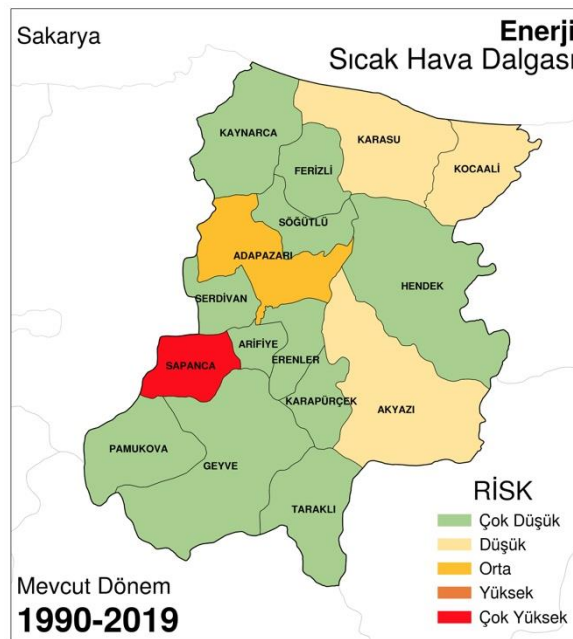 Sakarya
Enerji
Sıcak Hava Dalgası
KAYNARCA
KARASU
FERİZLİ
KOCAALİ
SÖĞÜTLÜ
ADAPAZARI
HENDEK
SERDİVAN
ARİFİYE
ERENLER
SAPANCA
KARAPÜRÇEK
AKYAZI
PAMUKOVA
GEYVE
TARAKLI
RİSK
Çok Düşük
Düşük
Orta
Yüksek
Çok Yüksek
Mevcut Dönem
1990-2019